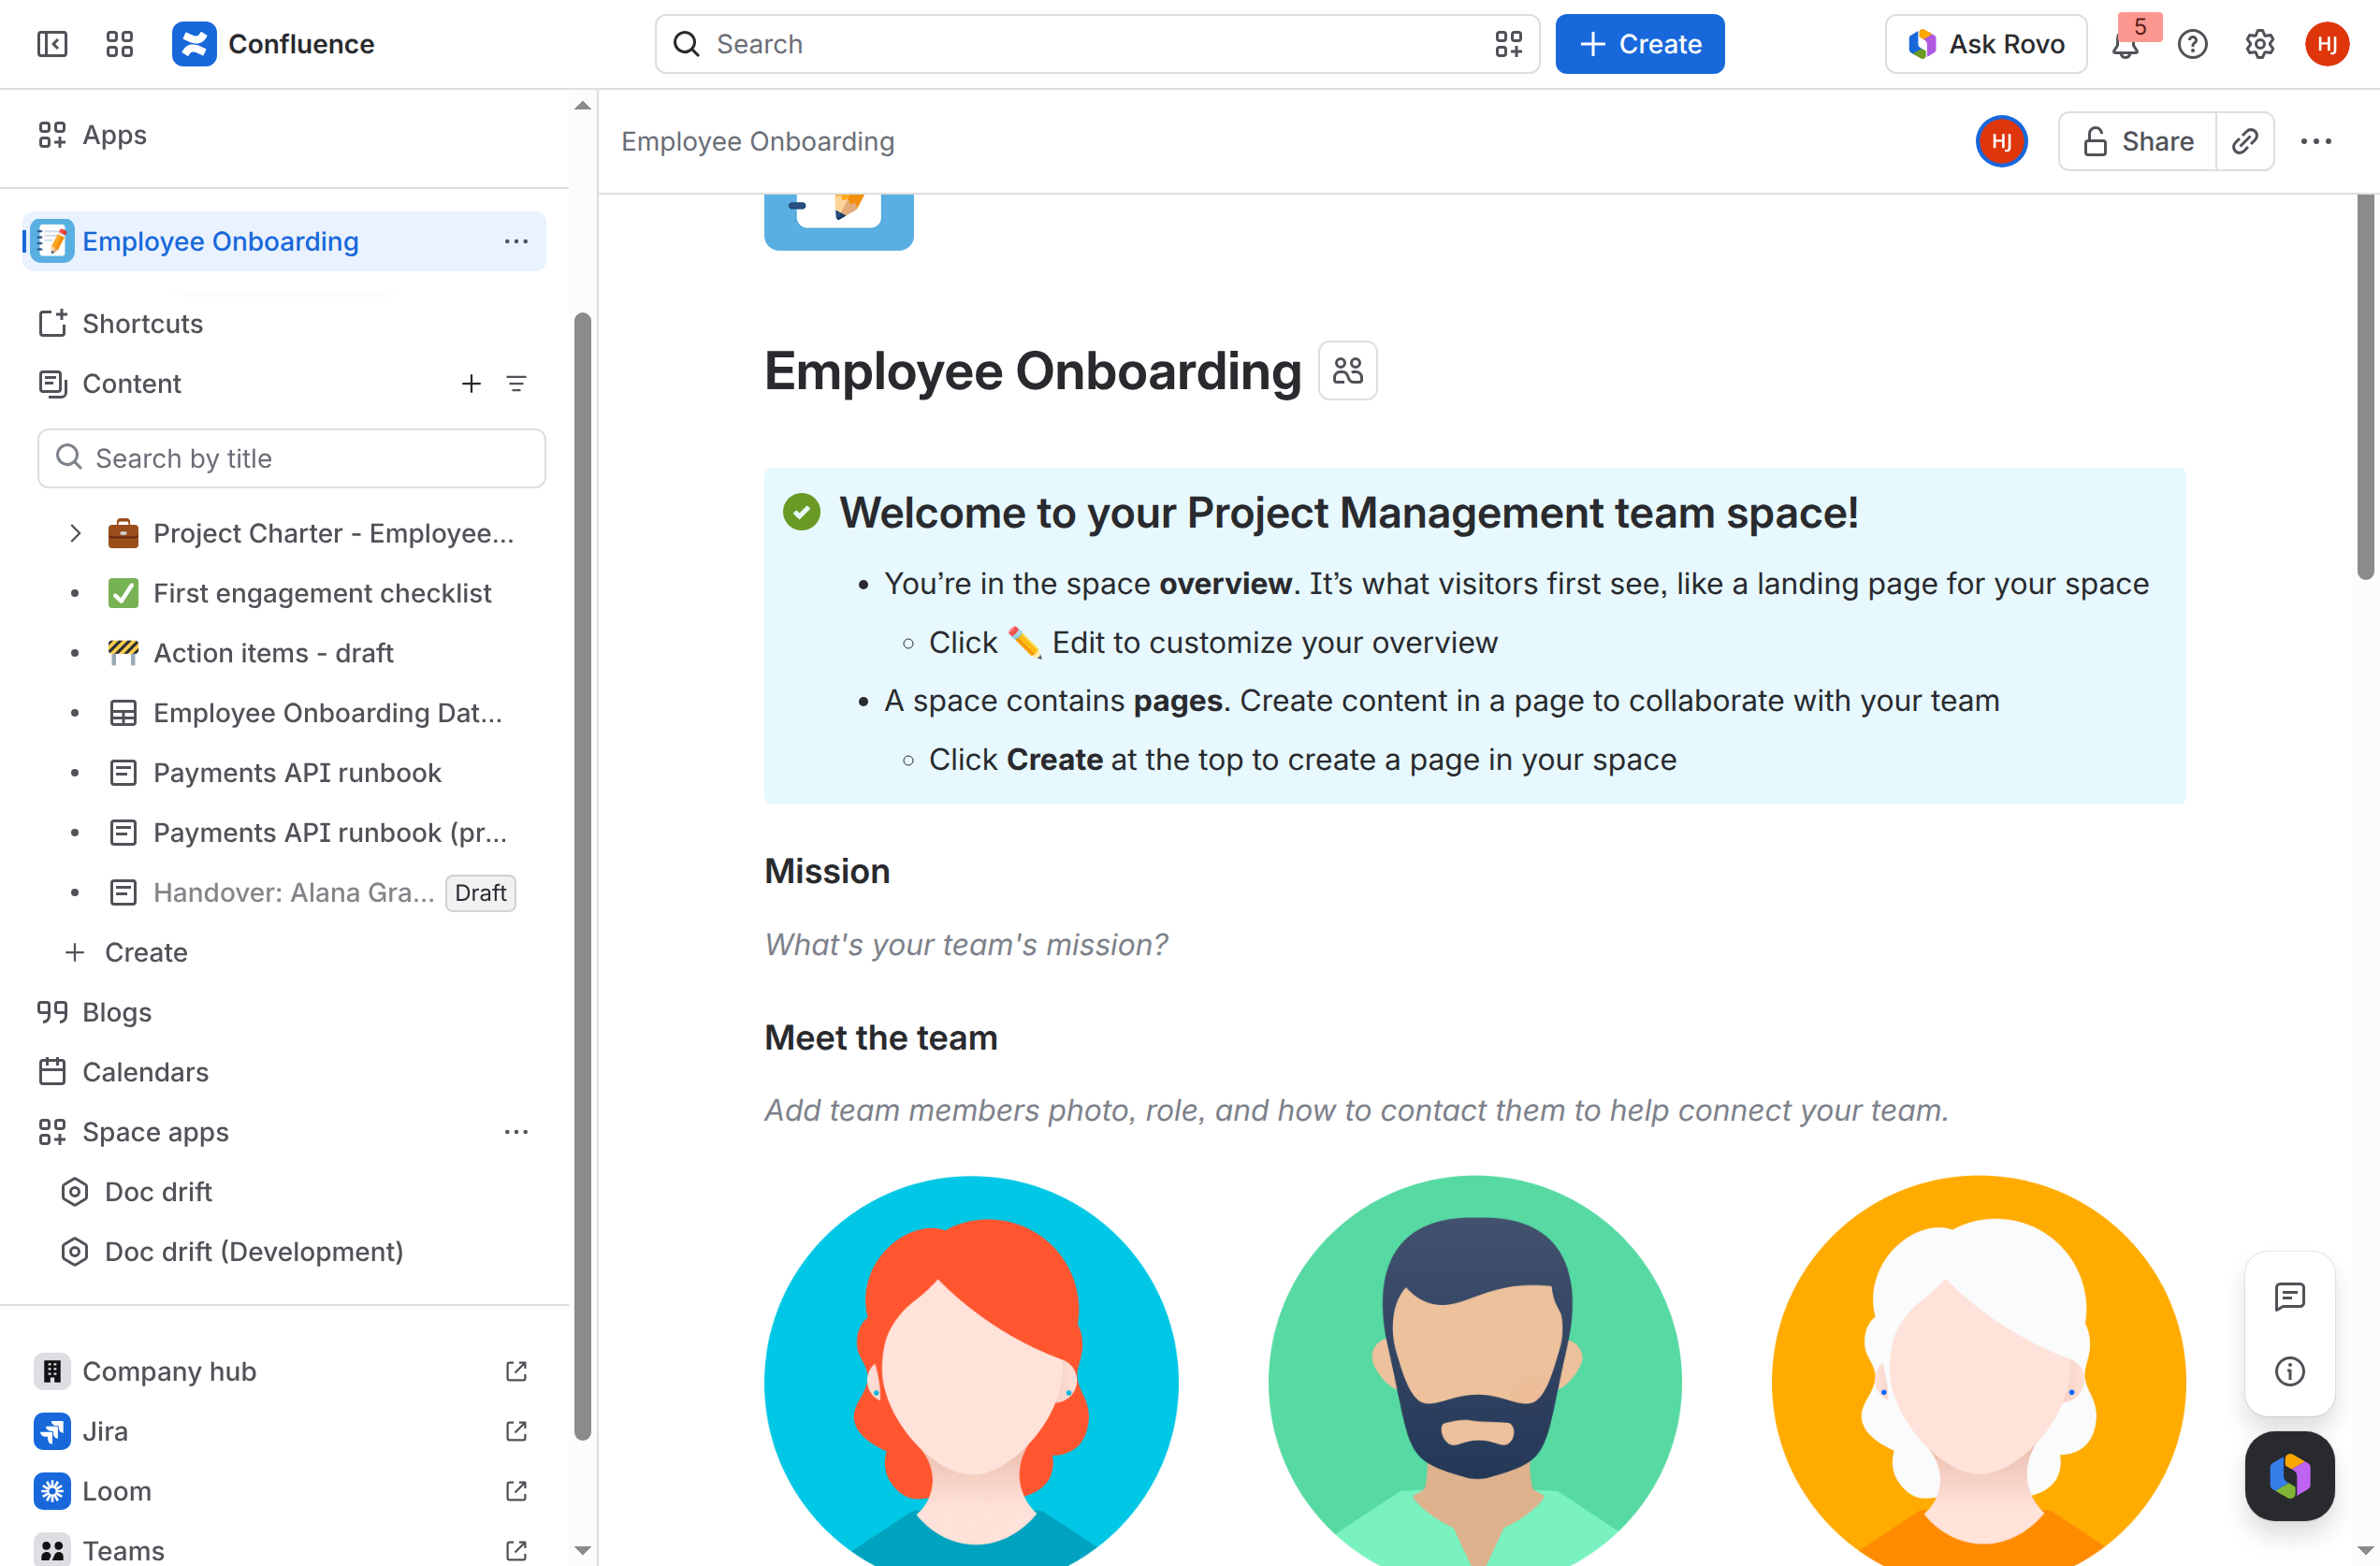 Confluence
Search
Create
Ask Rovo
5
HJ
Apps
Employee Onboarding
Shortcuts
Content
Search by title
Project Charter - Employee...
First engagement checklist
Action items - draft
Employee Onboarding Dat...
Payments API runbook
Payments API runbook (pr...
Handover: Alana Gra... Draft
Create
Blogs
Calendars
Space apps
Doc drift
Doc drift (Development)
Company hub
Jira
Loom
Teams
Employee Onboarding
HJ
Share
Employee Onboarding
Welcome to your Project Management team space!
You’re in the space overview. It’s what visitors first see, like a landing page for your space
Click ✏️ Edit to customize your overview
A space contains pages. Create content in a page to collaborate with your team
Click Create at the top to create a page in your space
Mission
What's your team's mission?
Meet the team
Add team members photo, role, and how to contact them to help connect your team.